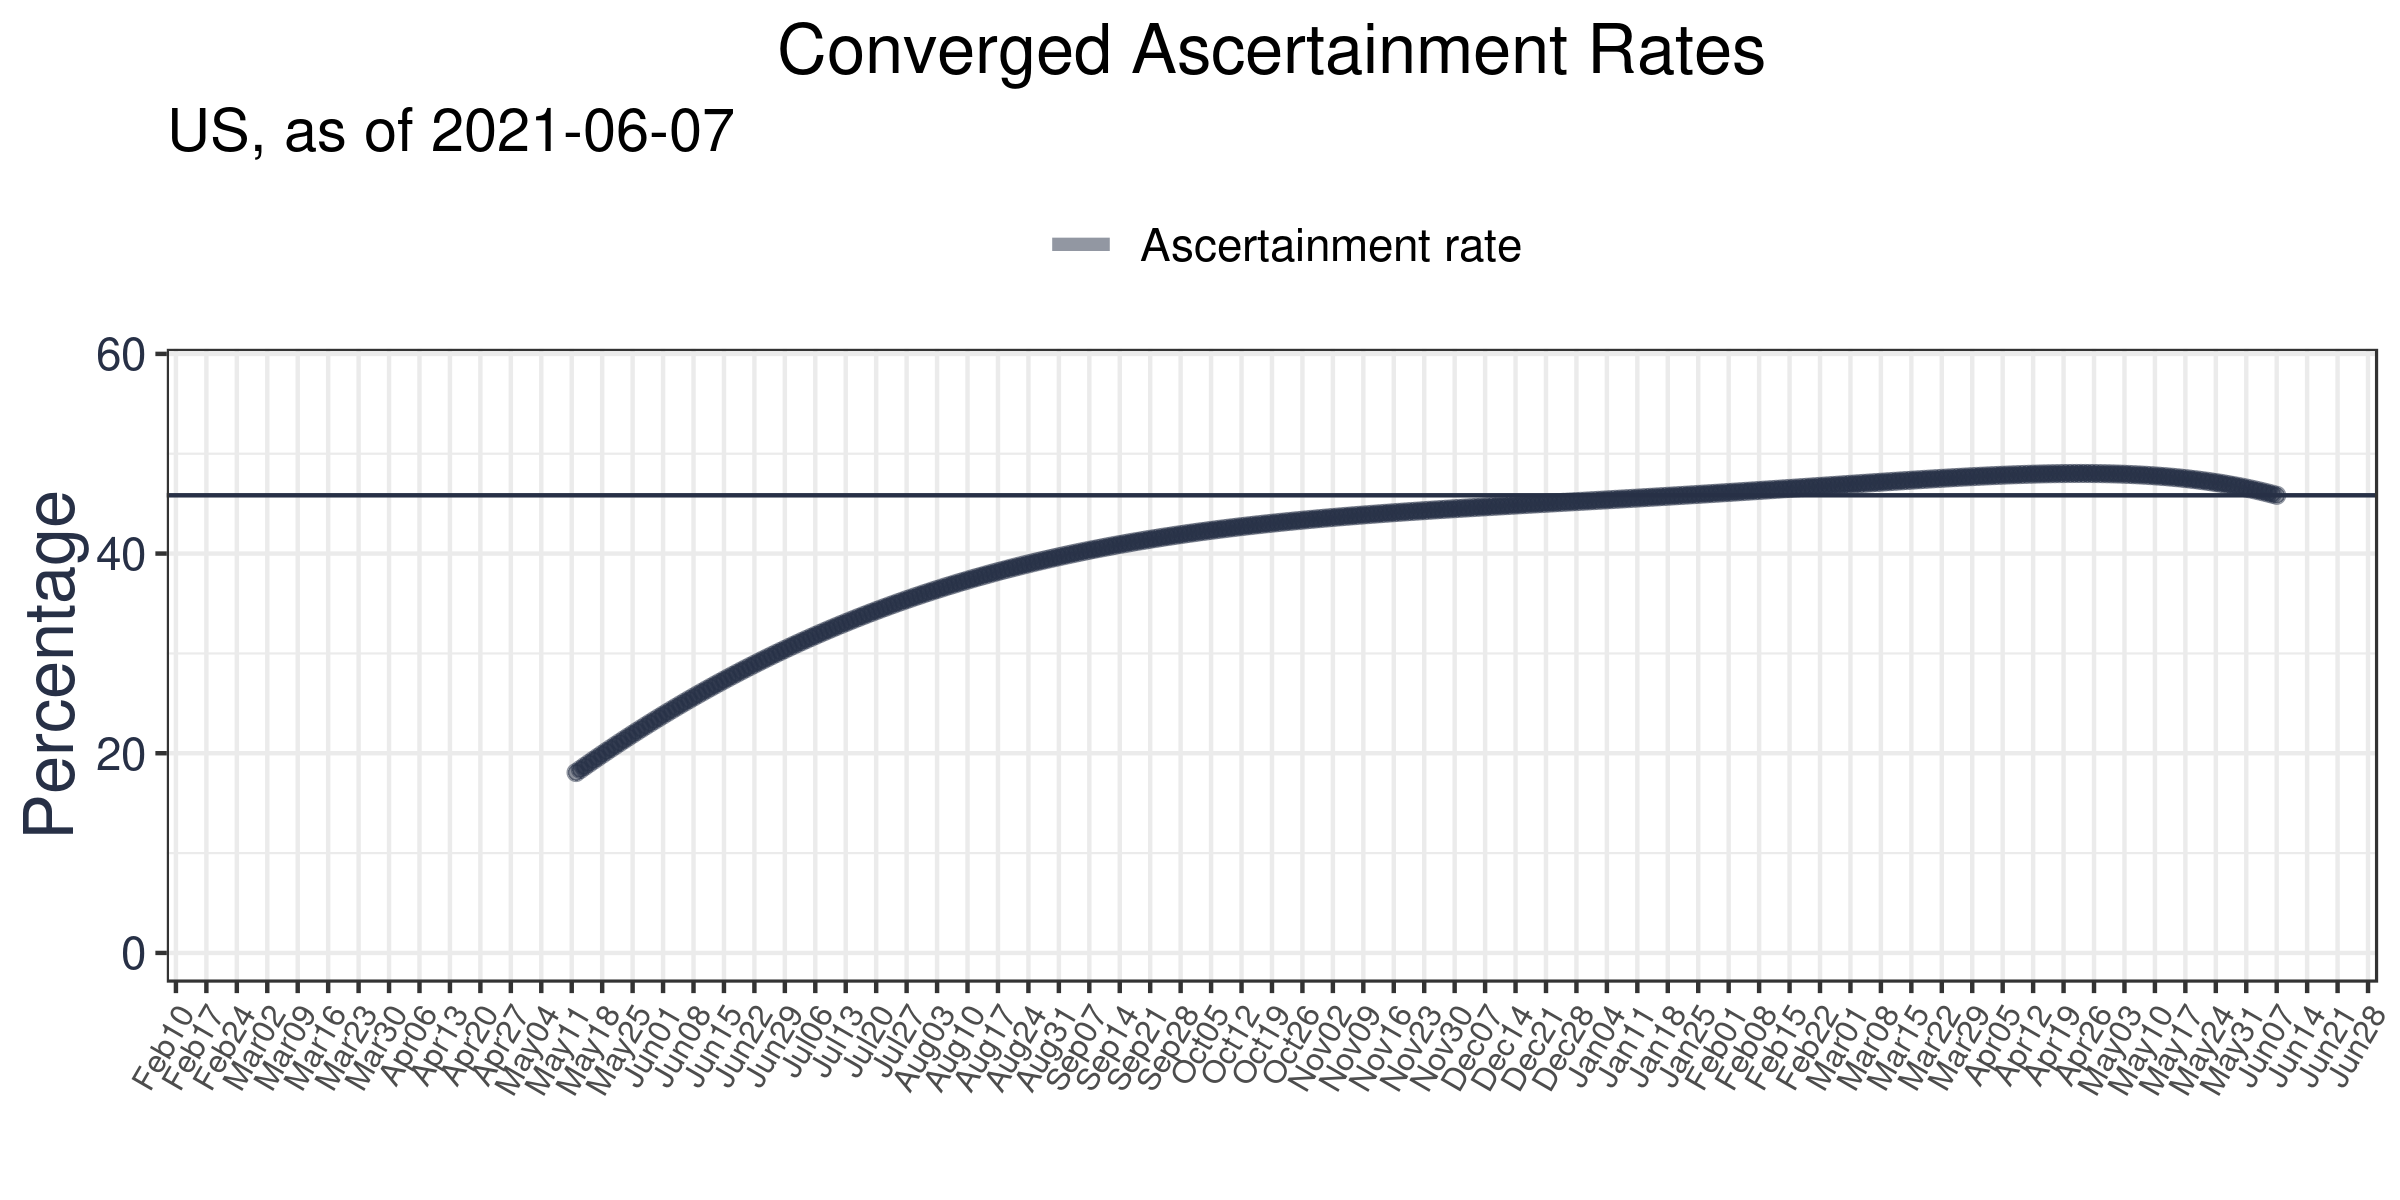 Converged Ascertainment Rates
US, as of 2021-06-07
Ascertainment rate
Percentage
60
40
20
0
Feb10 Feb17 Feb24 Mar02 Mar09 Mar16 Mar23 Mar30 Apr06 Apr13 Apr20 Apr27 May04 May11 May18 May25 Jun01 Jun08 Jun15 Jun22 Jun29 Jul06 Jul13 Jul20 Jul27 Aug03 Aug10 Aug17 Aug24 Aug31 Sep07 Sep14 Sep21 Sep28 Oct05 Oct12 Oct19 Oct26 Nov02 Nov09 Nov16 Nov23 Nov30 Dec07 Dec14 Dec21 Dec28 Jan04 Jan11 Jan18 Jan25 Feb01 Feb08 Feb15 Feb22 Mar01 Mar08 Mar15 Mar22 Mar29 Apr05 Apr12 Apr19 Apr26 May03 May10 May17 May24 May31 Jun07 Jun14 Jun21 Jun28